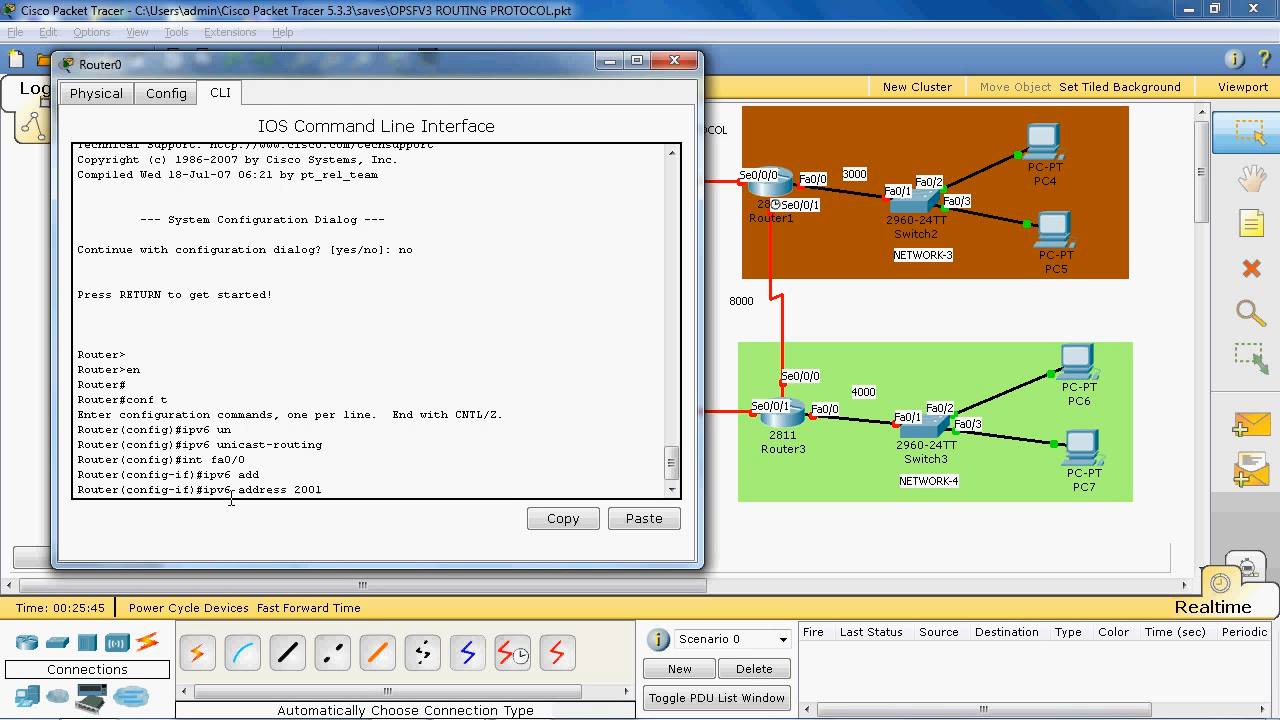 Cisco Packet Tracer - C:\Users\admin\Cisco Packet Tracer 5.3.3\saves\OPSFV3 ROUTING PROTOCOL.pkt
File Edit Options View Tools Extensions Help
Router0
Physical Config CLI
IOS Command Line Interface
Technical Support: http://www.cisco.com/techsupport
Copyright (c) 1986-2007 by Cisco Systems, Inc.
Compiled Wed 18-Jul-07 06:21 by pt_rel_team
--- System Configuration Dialog ---
Continue with configuration dialog? [yes/no]: no
Press RETURN to get started!
Router>
Router>en
Router#
Router#conf t
Enter configuration commands, one per line.  End with CNTL/Z.
Router(config)#ipv6 un
Router(config)#ipv6 unicast-routing
Router(config)#int fa0/0
Router(config-if)#ipv6 add
Router(config-if)#ipv6 address 2001
Copy Paste
Log
New Cluster Move Object Set Tiled Background Viewport
OCOL
Se0/0/0 Fa0/0 3000 Fa0/1 Fa0/2 Fa0/3
Se0/0/1
Router1
2960-24TT
Switch2
PC-PT
PC4
PC-PT
PC5
NETWORK-3
8000
Se0/0/0
Se0/0/1 Fa0/0 4000 Fa0/1 Fa0/2 Fa0/3
2811
Router3
2960-24TT
Switch3
PC-PT
PC6
PC-PT
PC7
NETWORK-4
Time: 00:25:45 Power Cycle Devices Fast Forward Time
Realtime
Connections
Automatically Choose Connection Type
Scenario 0
New Delete
Toggle PDU List Window
Fire Last Status Source Destination Type Color Time (sec) Periodic